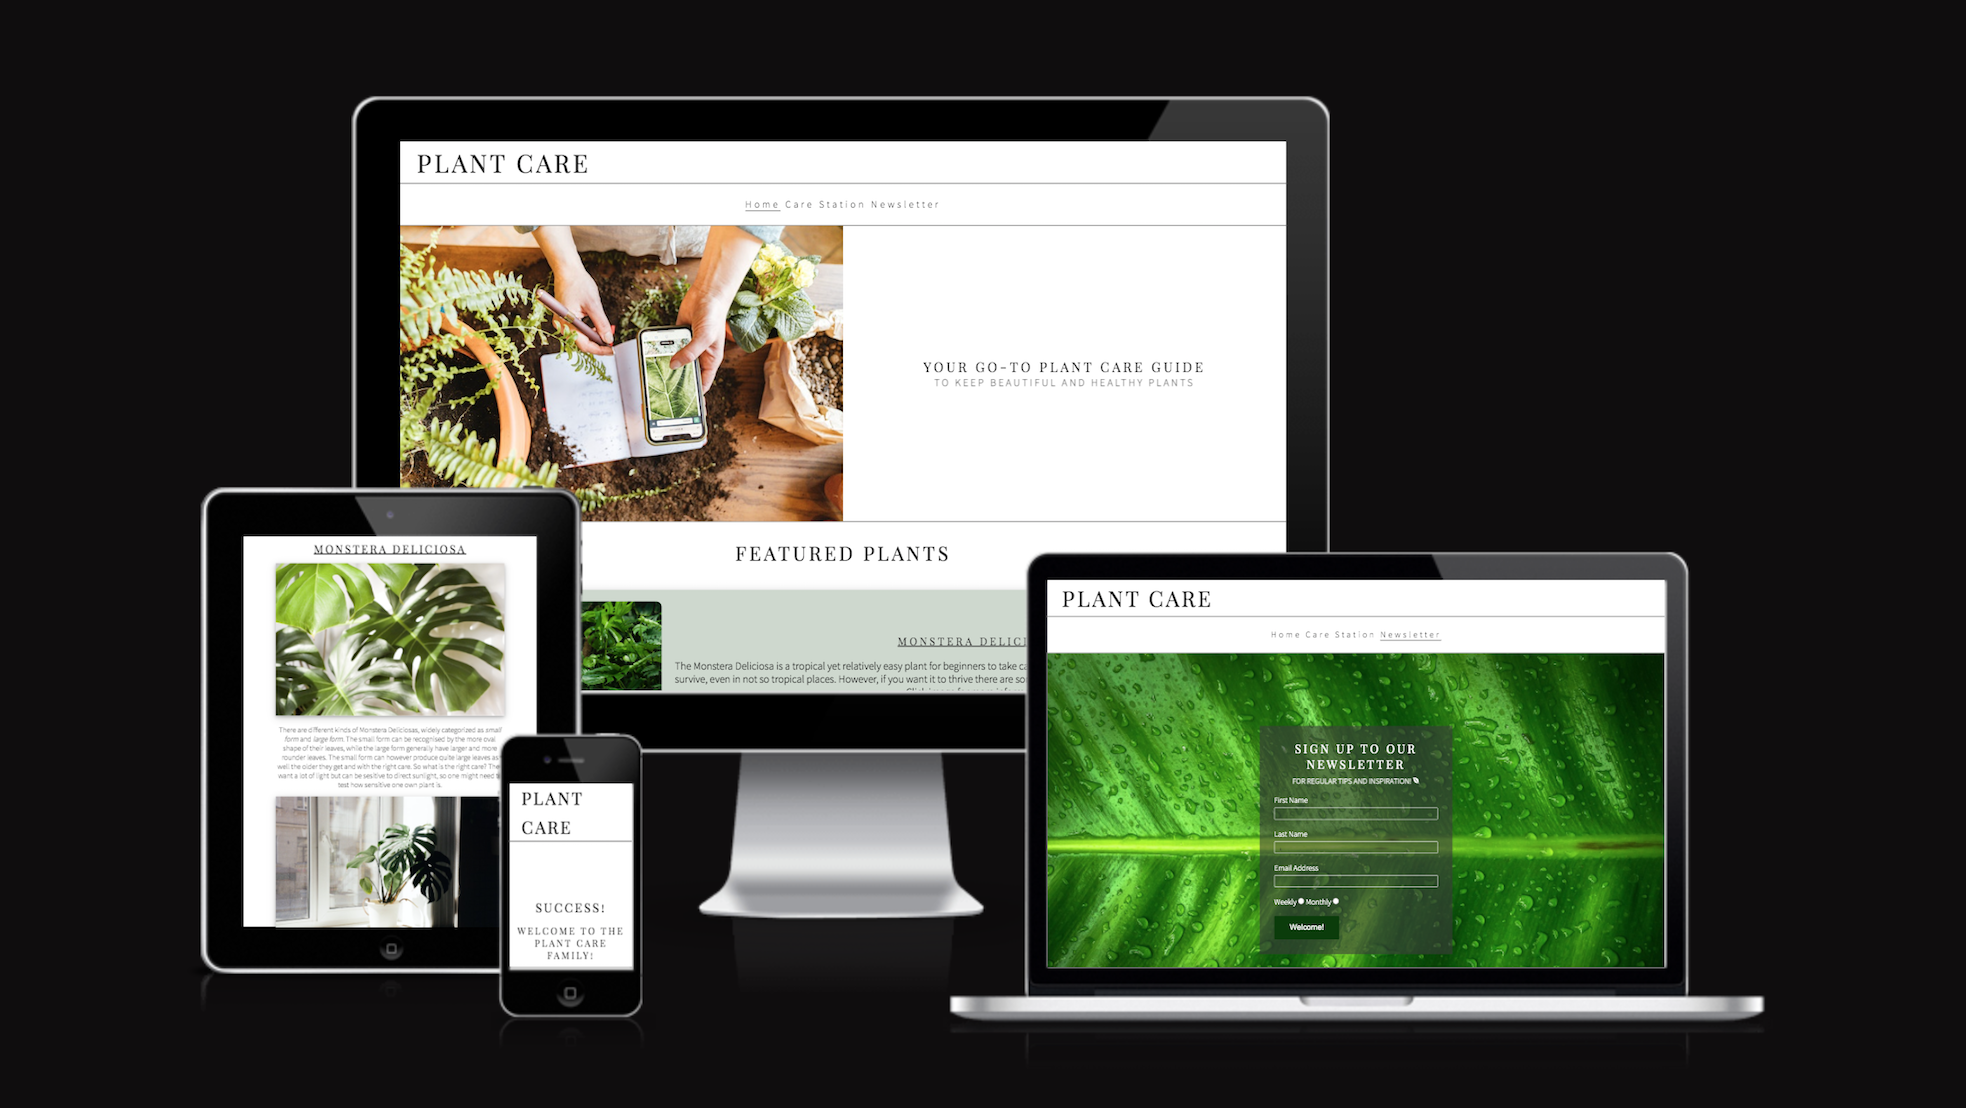 PLANT CARE
Home Care Station Newsletter
YOUR GO-TO PLANT CARE GUIDE
TO KEEP BEAUTIFUL AND HEALTHY PLANTS
FEATURED PLANTS
MONSTERA DELICI
The Monstera Deliciosa is a tropical yet relatively easy plant for beginners to take ca
survive, even in not so tropical places. However, if you want it to thrive there are so
MONSTERA DELICIOSA
There are different kinds of Monstera Deliciosas, widely categorized as small
form and large form. The small form can be recognised by the more oval
shape of their leaves, while the large form generally have larger and more
rounder leaves. The small form can however produce quite large leaves as
well the older they get and with the right care. So what is the right care? The
want a lot of light but can be sesitive to direct sunlight, so one might need t
test how sensitive one own plant is.
PLANT
CARE
SUCCESS!
WELCOME TO THE
PLANT CARE
FAMILY!
PLANT CARE
Home Care Station Newsletter
SIGN UP TO OUR
NEWSLETTER
FOR REGULAR TIPS AND INSPIRATION!
First Name
Last Name
Email Address
Weekly Monthly
Welcome!